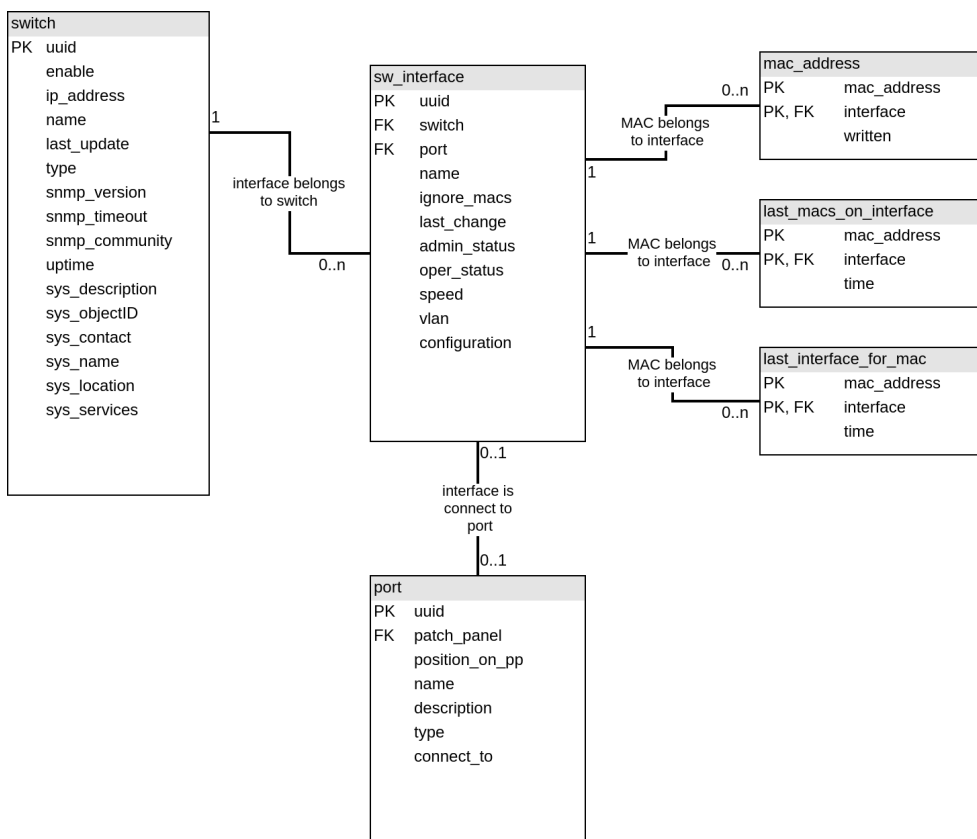 switch
PK uuid
enable
ip_address
name
last_update
type
snmp_version
snmp_timeout
snmp_community
uptime
sys_description
sys_objectID
sys_contact
sys_name
sys_location
sys_services
1
interface belongs
to switch
0..n
sw_interface
PK uuid
FK switch
FK port
name
ignore_macs
last_change
admin_status
oper_status
speed
vlan
configuration
1
MAC belongs
to interface
0..n
mac_address
PK mac_address
PK, FK interface
written
1
MAC belongs
to interface
0..n
last_macs_on_interface
PK mac_address
PK, FK interface
time
1
MAC belongs
to interface
0..n
last_interface_for_mac
PK mac_address
PK, FK interface
time
0..1
interface is
connect to
port
0..1
port
PK uuid
FK patch_panel
position_on_pp
name
description
type
connect_to